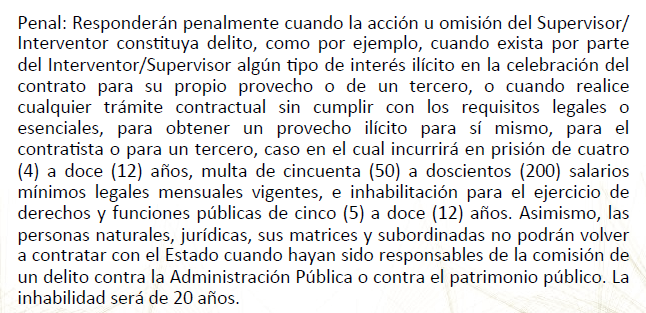 Penal: Responderán penalmente cuando la acción u omisión del Supervisor/
Interventor constituya delito, como por ejemplo, cuando exista por parte
del Interventor/Supervisor algún tipo de interés ilícito en la celebración del
contrato para su propio provecho o de un tercero, o cuando realice
cualquier trámite contractual sin cumplir con los requisitos legales o
esenciales, para obtener un provecho ilícito para sí mismo, para el
contratista o para un tercero, caso en el cual incurrirá en prisión de cuatro
(4) a doce (12) años, multa de cincuenta (50) a doscientos (200) salarios
mínimos legales mensuales vigentes, e inhabilitación para el ejercicio de
derechos y funciones públicas de cinco (5) a doce (12) años. Asimismo, las
personas naturales, jurídicas, sus matrices y subordinadas no podrán volver
a contratar con el Estado cuando hayan sido responsables de la comisión de
un delito contra la Administración Pública o contra el patrimonio público. La
inhabilidad será de 20 años.